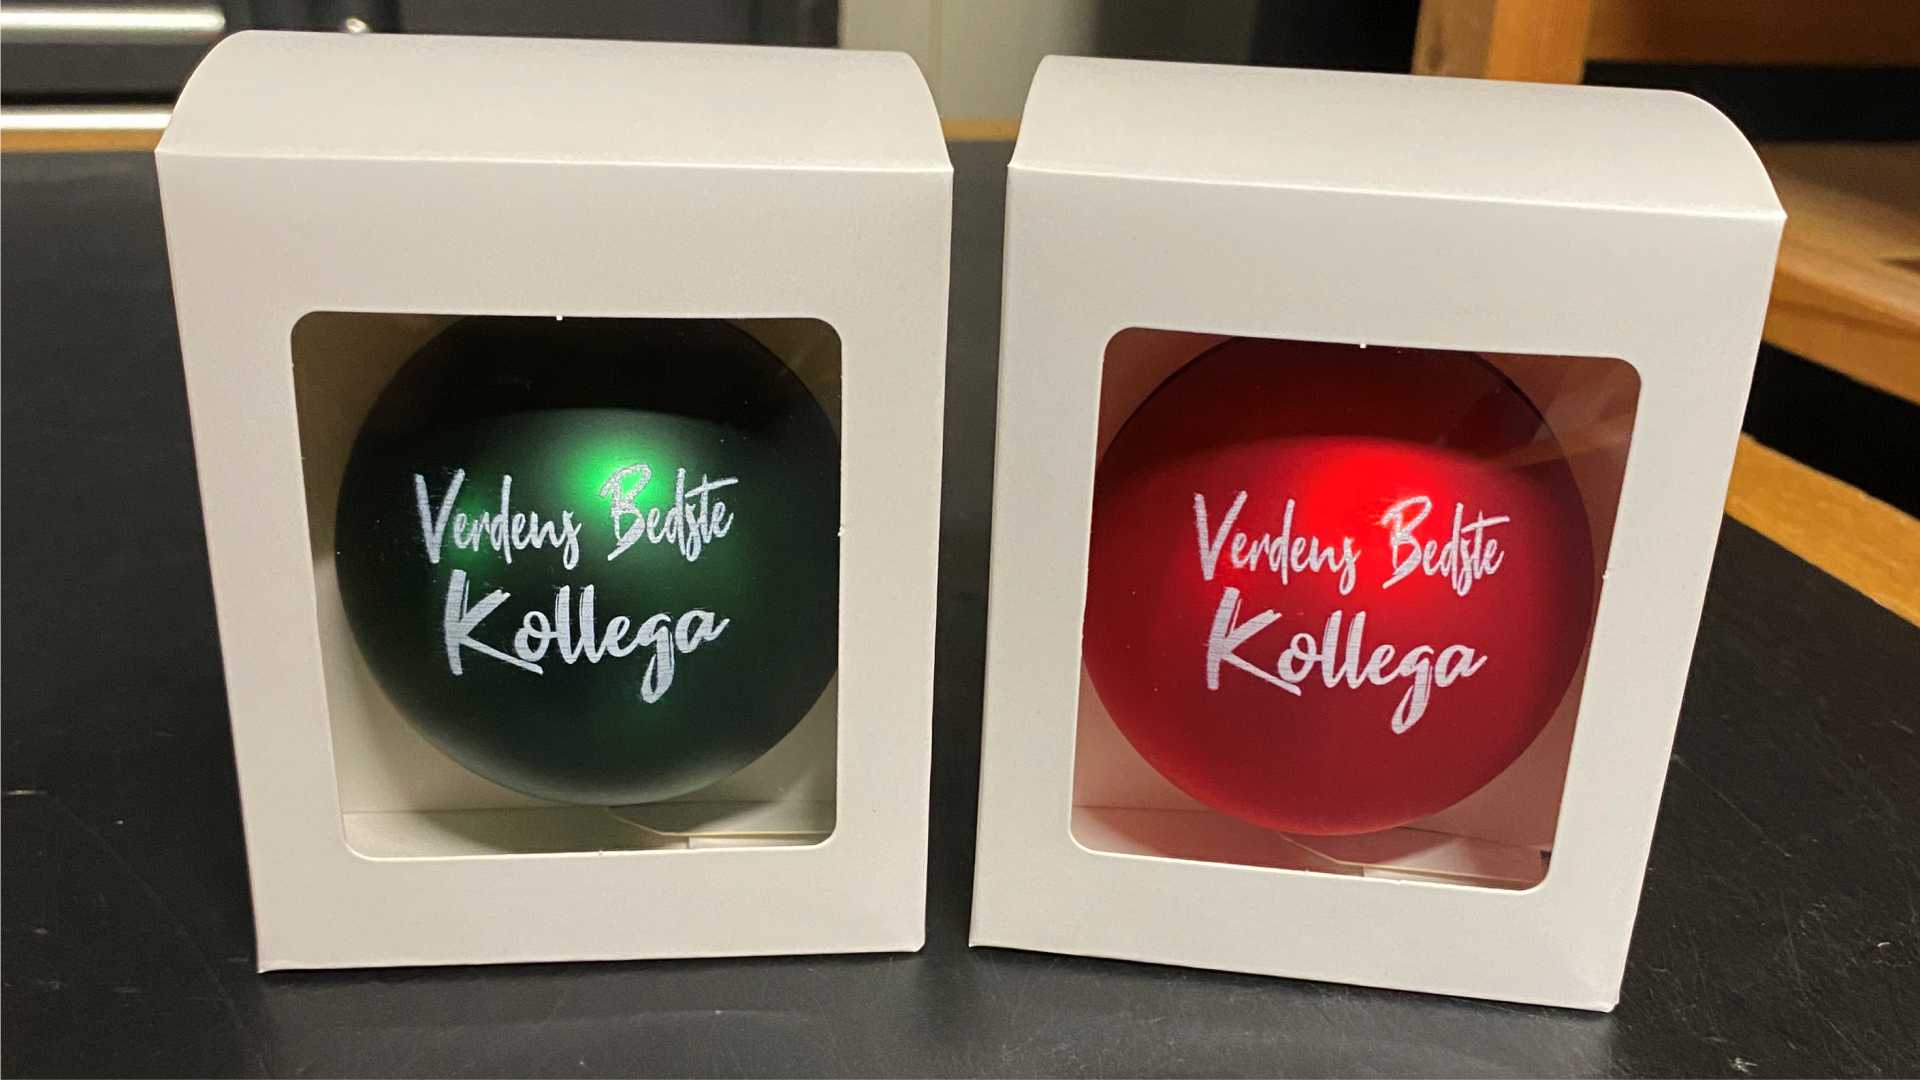 Verdens Bedste
Kollega
Verdens Bedste
Kollega